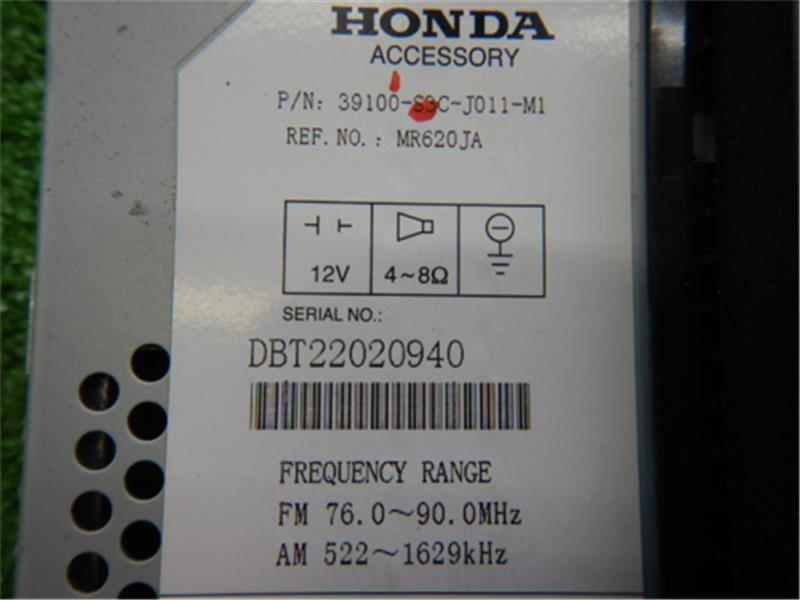 HONDA
ACCESSORY
P/N: 39100-S3C-J011-M1
REF.NO.: MR620JA
12V 4~8Ω
SERIAL NO.:
DBT22020940
FREQUENCY RANGE
FM 76.0~90.0MHz
AM 522~1629kHz